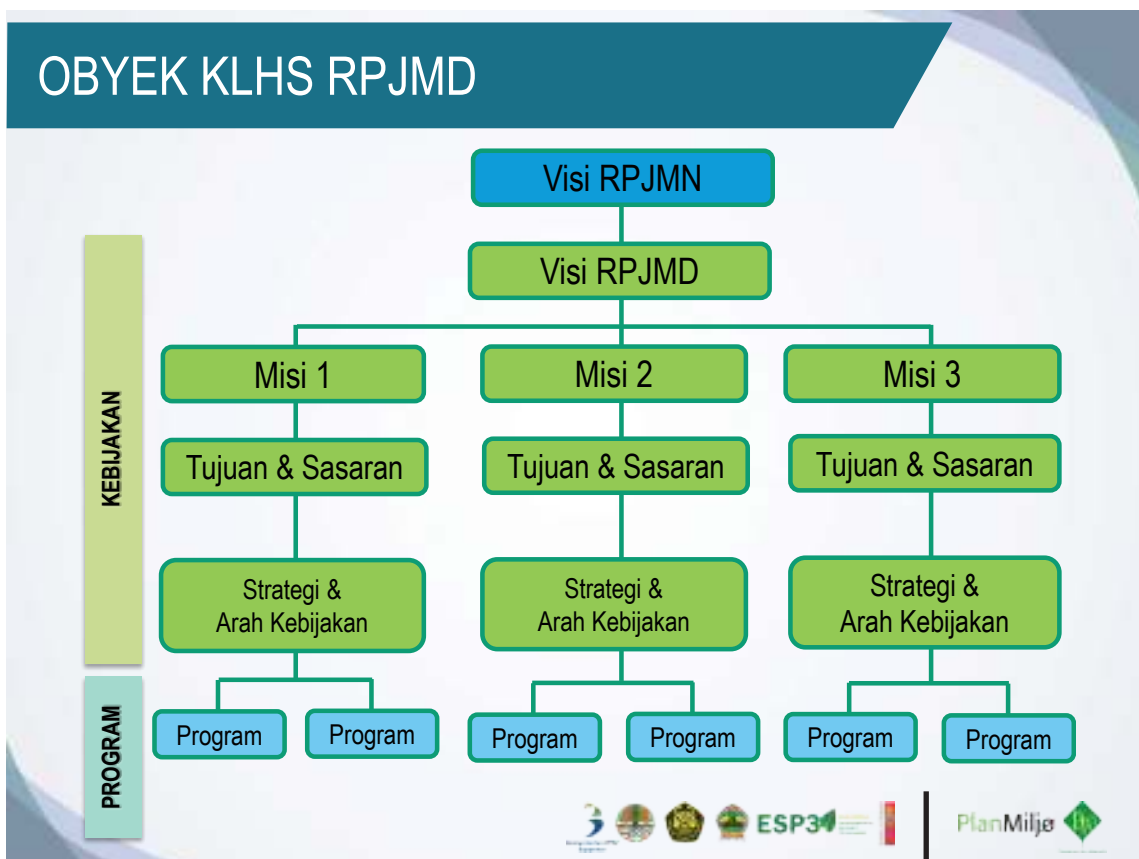 OBYEK KLHS RPJMD
Visi RPJMN
Visi RPJMD
KEBIJAKAN
Misi 1
Misi 2
Misi 3
Tujuan & Sasaran
Tujuan & Sasaran
Tujuan & Sasaran
Strategi &
Arah Kebijakan
Strategi &
Arah Kebijakan
Strategi &
Arah Kebijakan
PROGRAM
Program
Program
Program
Program
Program
Program
ESP3
PlanMiljø